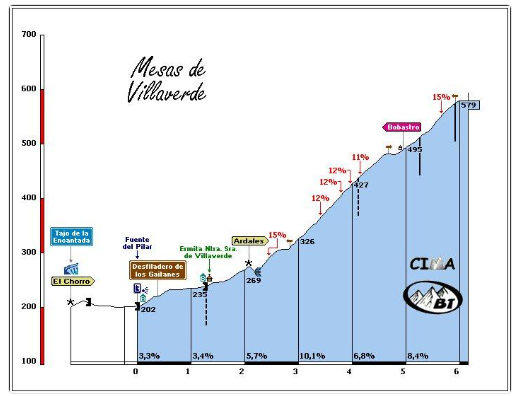 Mesas de
Villaverde
700
600
500
400
300
200
100
15%
579
Bobastro
495
11%
12%
12%
427
12%
15%
326
Ardales
269
Ermita Ntra. Sra.
de Villaverde
235
Fuente
del Pilar
Desfiladero de
los Gaitanes
202
Tajo de la
Encantada
El Chorro
CIMA
BT
3,3%
3,4%
5,7%
10,1%
6,8%
8,4%
0
1
2
3
4
5
6